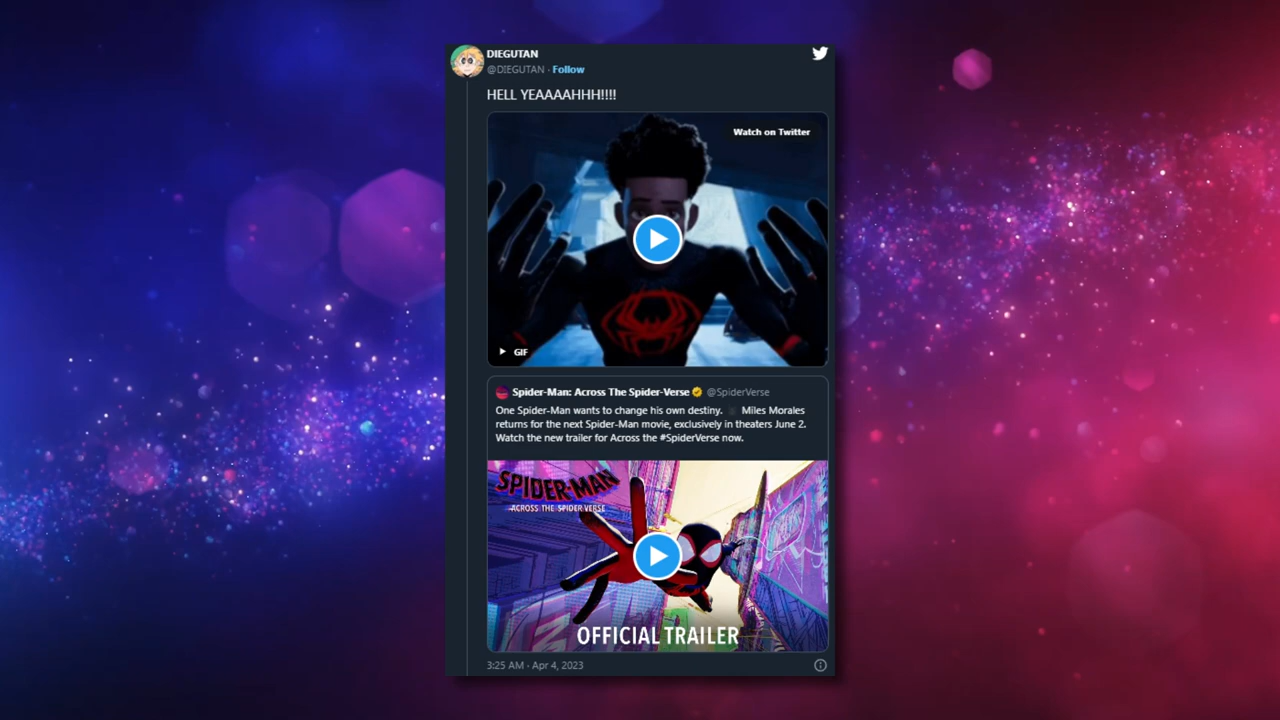 DIEGUTAN
@DIEGUTAN · Follow
HELL YEAAAAHHH!!!!
Watch on Twitter
GIF
Spider-Man: Across The Spider-Verse @SpiderVerse
One Spider-Man wants to change his own destiny. Miles Morales
returns for the next Spider-Man movie, exclusively in theaters June 2.
Watch the new trailer for Across the #SpiderVerse now.
SPIDER-MAN
ACROSS THE SPIDER-VERSE
OFFICIAL TRAILER
3:25 AM · Apr 4, 2023